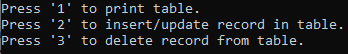 Press '1' to print table.
Press '2' to insert/update record in table.
Press '3' to delete record from table.